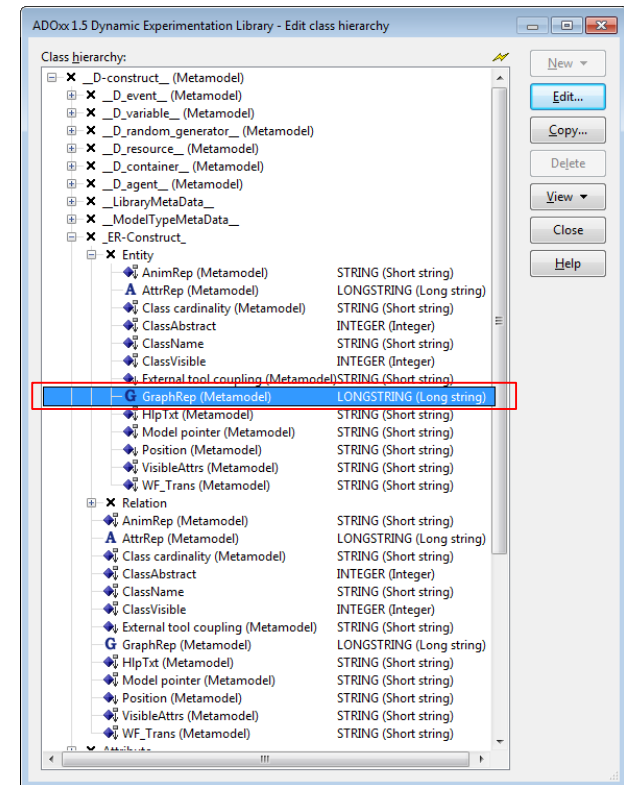 ADOxx 1.5 Dynamic Experimentation Library - Edit class hierarchy
Class hierarchy:
__D-construct__ (Metamodel)
__D_event__ (Metamodel)
__D_variable__ (Metamodel)
__D_random_generator__ (Metamodel)
__D_resource__ (Metamodel)
__D_container__ (Metamodel)
__D_agent__ (Metamodel)
__LibraryMetaData__
__ModelTypeMetaData__
_ER-Construct_
Entity
AnimRep (Metamodel) STRING (Short string)
A AttrRep (Metamodel) LONGSTRING (Long string)
Class cardinality (Metamodel) STRING (Short string)
ClassAbstract INTEGER (Integer)
ClassName STRING (Short string)
ClassVisible INTEGER (Integer)
External tool coupling (Metamodel) STRING (Short string)
G GraphRep (Metamodel) LONGSTRING (Long string)
HlpTxt (Metamodel) STRING (Short string)
Model pointer (Metamodel) STRING (Short string)
Position (Metamodel) STRING (Short string)
VisibleAttrs (Metamodel) STRING (Short string)
WF_Trans (Metamodel) STRING (Short string)
Relation
AnimRep (Metamodel) STRING (Short string)
A AttrRep (Metamodel) LONGSTRING (Long string)
Class cardinality (Metamodel) STRING (Short string)
ClassAbstract INTEGER (Integer)
ClassName STRING (Short string)
ClassVisible INTEGER (Integer)
External tool coupling (Metamodel) STRING (Short string)
G GraphRep (Metamodel) LONGSTRING (Long string)
HlpTxt (Metamodel) STRING (Short string)
Model pointer (Metamodel) STRING (Short string)
Position (Metamodel) STRING (Short string)
VisibleAttrs (Metamodel) STRING (Short string)
WF_Trans (Metamodel) STRING (Short string)
New
Edit...
Copy...
Delete
View
Close
Help